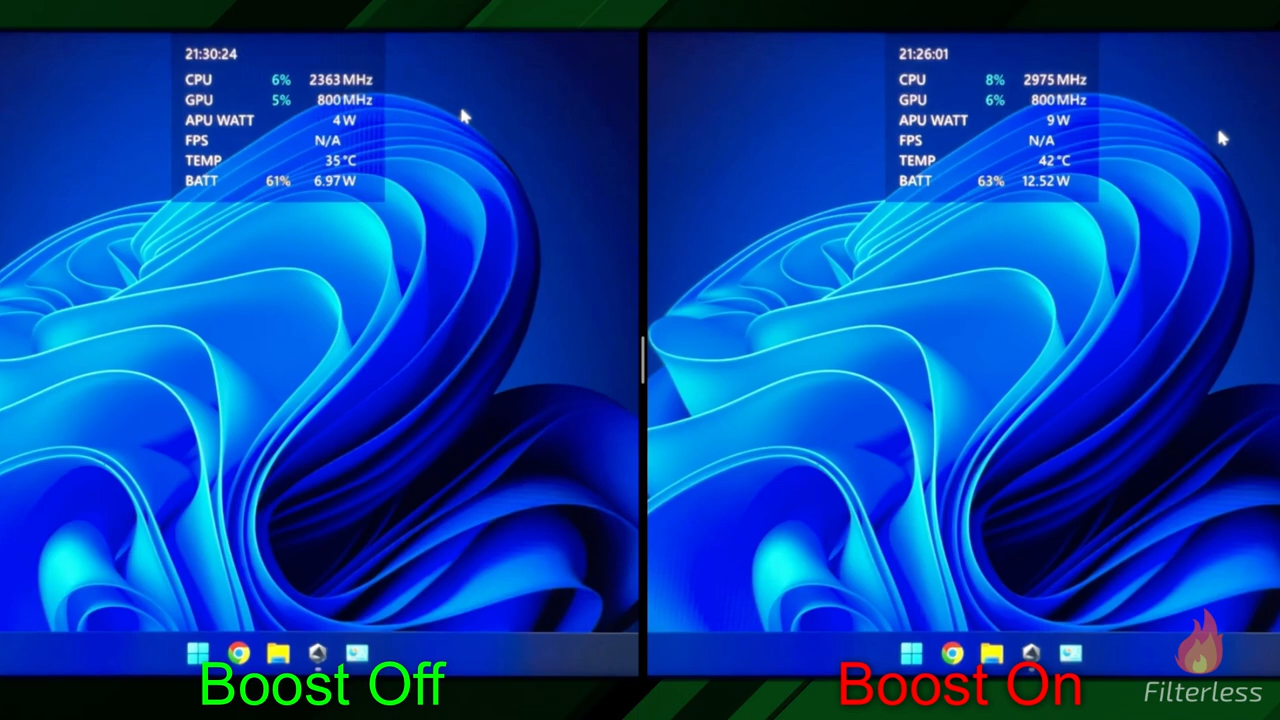 21:30:24
CPU 6% 2363 MHz
GPU 5% 800 MHz
APU WATT 4 W
FPS N/A
TEMP 35 °C
BATT 61% 6.97 W
21:26:01
CPU 8% 2975 MHz
GPU 6% 800 MHz
APU WATT 9 W
FPS N/A
TEMP 42 °C
BATT 63% 12.52 W
Boost Off
Boost On
Filterless